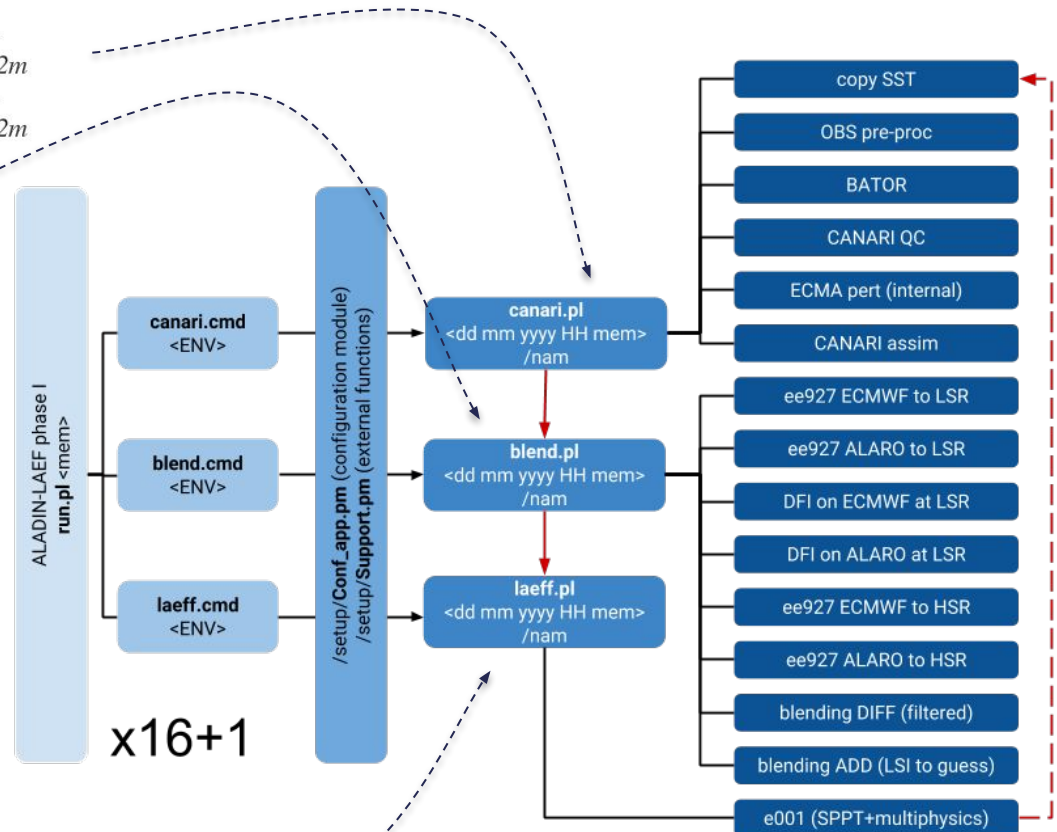 2m
2m
ALADIN-LAEF phase I
run.pl <mem>
canari.cmd
<ENV>
blend.cmd
<ENV>
laeff.cmd
<ENV>
x16+1
/setup/Conf_app.pm (configuration module)
/setup/Support.pm (external functions)
canari.pl
<dd mm yyyy HH mem>
/nam
blend.pl
<dd mm yyyy HH mem>
/nam
laeff.pl
<dd mm yyyy HH mem>
/nam
copy SST
OBS pre-proc
BATOR
CANARI QC
ECMA pert (internal)
CANARI assim
ee927 ECMWF to LSR
ee927 ALARO to LSR
DFI on ECMWF at LSR
DFI on ALARO at LSR
ee927 ECMWF to HSR
ee927 ALARO to HSR
blending DIFF (filtered)
blending ADD (LSI to guess)
e001 (SPPT+multiphysics)